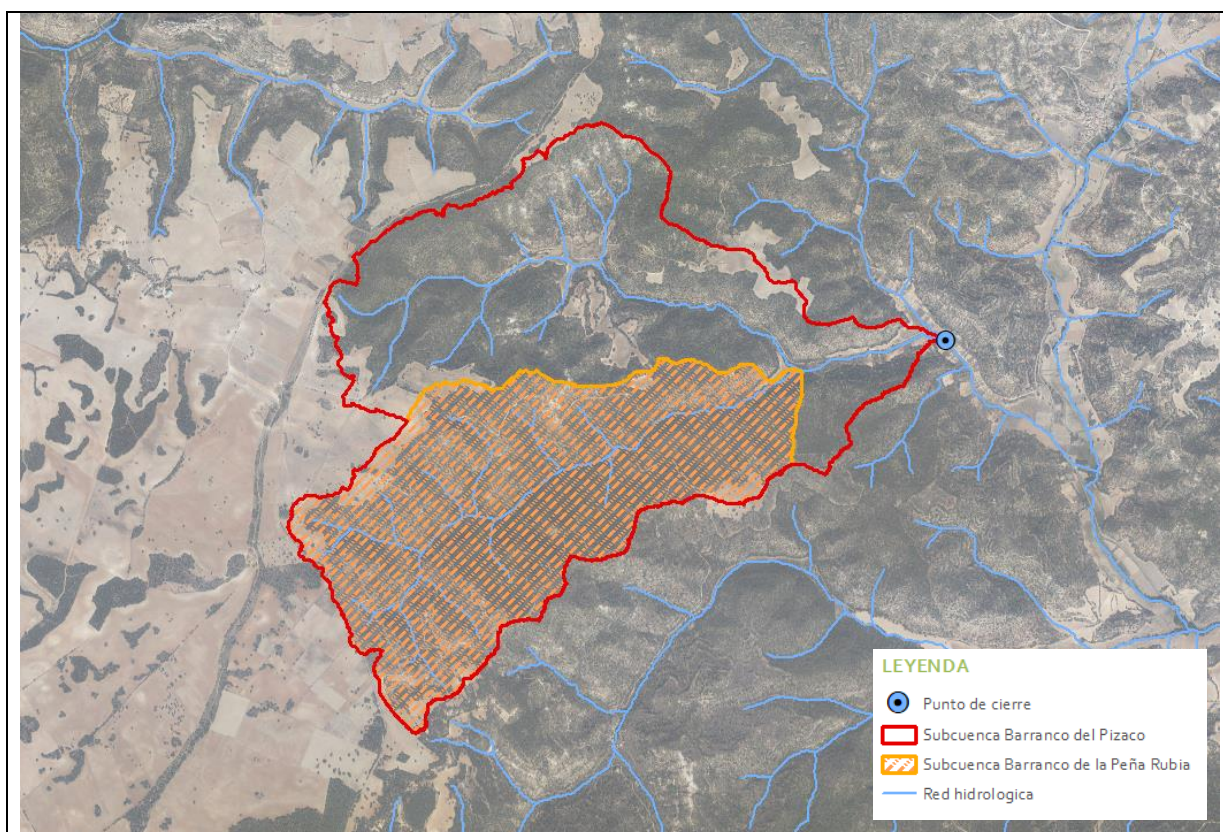 LEYENDA
Punto de cierre
Subcuenca Barranco del Pizaco
Subcuenca Barranco de la Peña Rubia
Red hidrologica